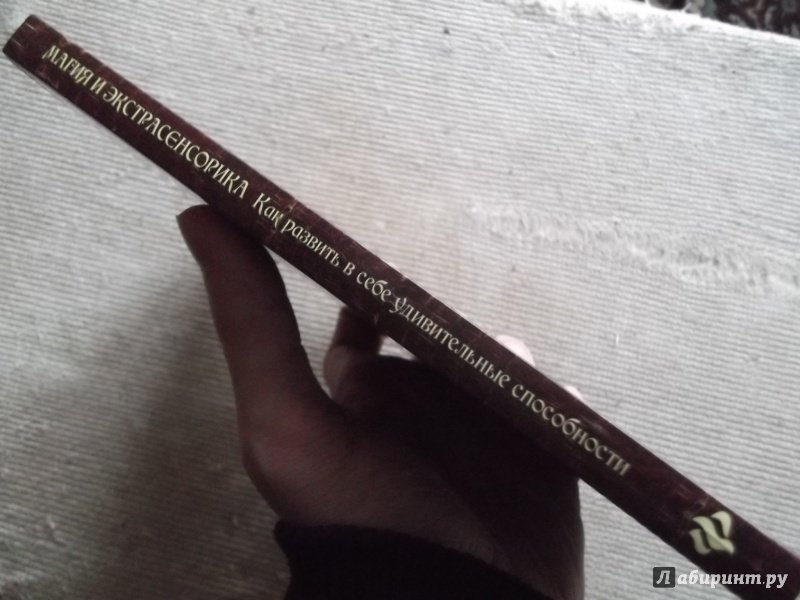 МАГИЯ И ЭКСТРАСЕНСОРИКА Как развить в себе удивительные способности
Лабиринт.ру